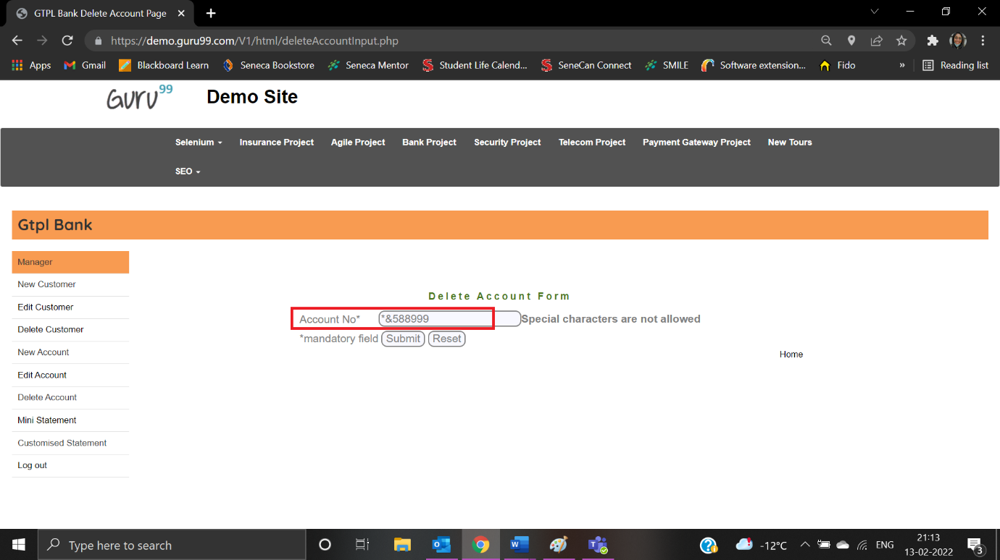 GTPL Bank Delete Account Page
https://demo.guru99.com/V1/html/deleteAccountInput.php
Apps Gmail Blackboard Learn Seneca Bookstore Seneca Mentor Student Life Calend... SeneCan Connect SMILE Software extension... Fido » Reading list
Guru99 Demo Site
Selenium Insurance Project Agile Project Bank Project Security Project Telecom Project Payment Gateway Project New Tours
SEO
Gtpl Bank
Manager
New Customer
Edit Customer
Delete Customer
New Account
Edit Account
Delete Account
Mini Statement
Customised Statement
Log out
Delete Account Form
Account No* *&588999 Special characters are not allowed
*mandatory field Submit Reset
Home
Type here to search
-12°C ENG
21:13
13-02-2022
3